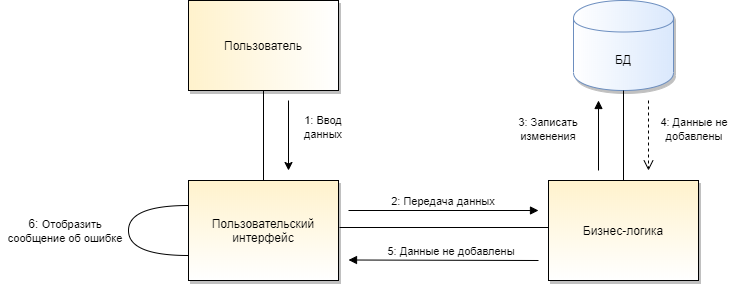 Пользователь
БД
1: Ввод
данных
3: Записать
изменения
4: Данные не
добавлены
6: Отобразить
сообщение об ошибке
Пользовательский
интерфейс
2: Передача данных
Бизнес-логика
5: Данные не добавлены